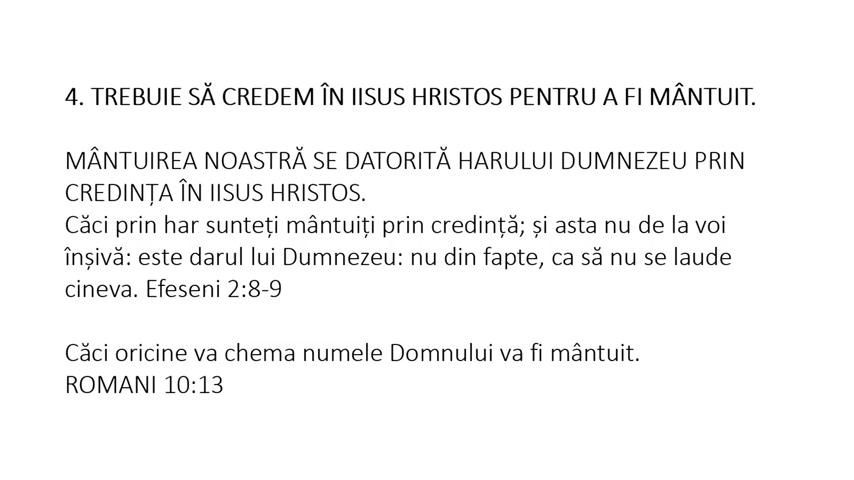 4. TREBUIE SĂ CREDEM ÎN IISUS HRISTOS PENTRU A FI MÂNTUIT.
MÂNTUIREA NOASTRĂ SE DATORITĂ HARULUI DUMNEZEU PRIN
CREDINȚA ÎN IISUS HRISTOS.
Căci prin har sunteți mântuiți prin credință; și asta nu de la voi
înșivă: este darul lui Dumnezeu: nu din fapte, ca să nu se laude
cineva. Efeseni 2:8-9
Căci oricine va chema numele Domnului va fi mântuit.
ROMANI 10:13